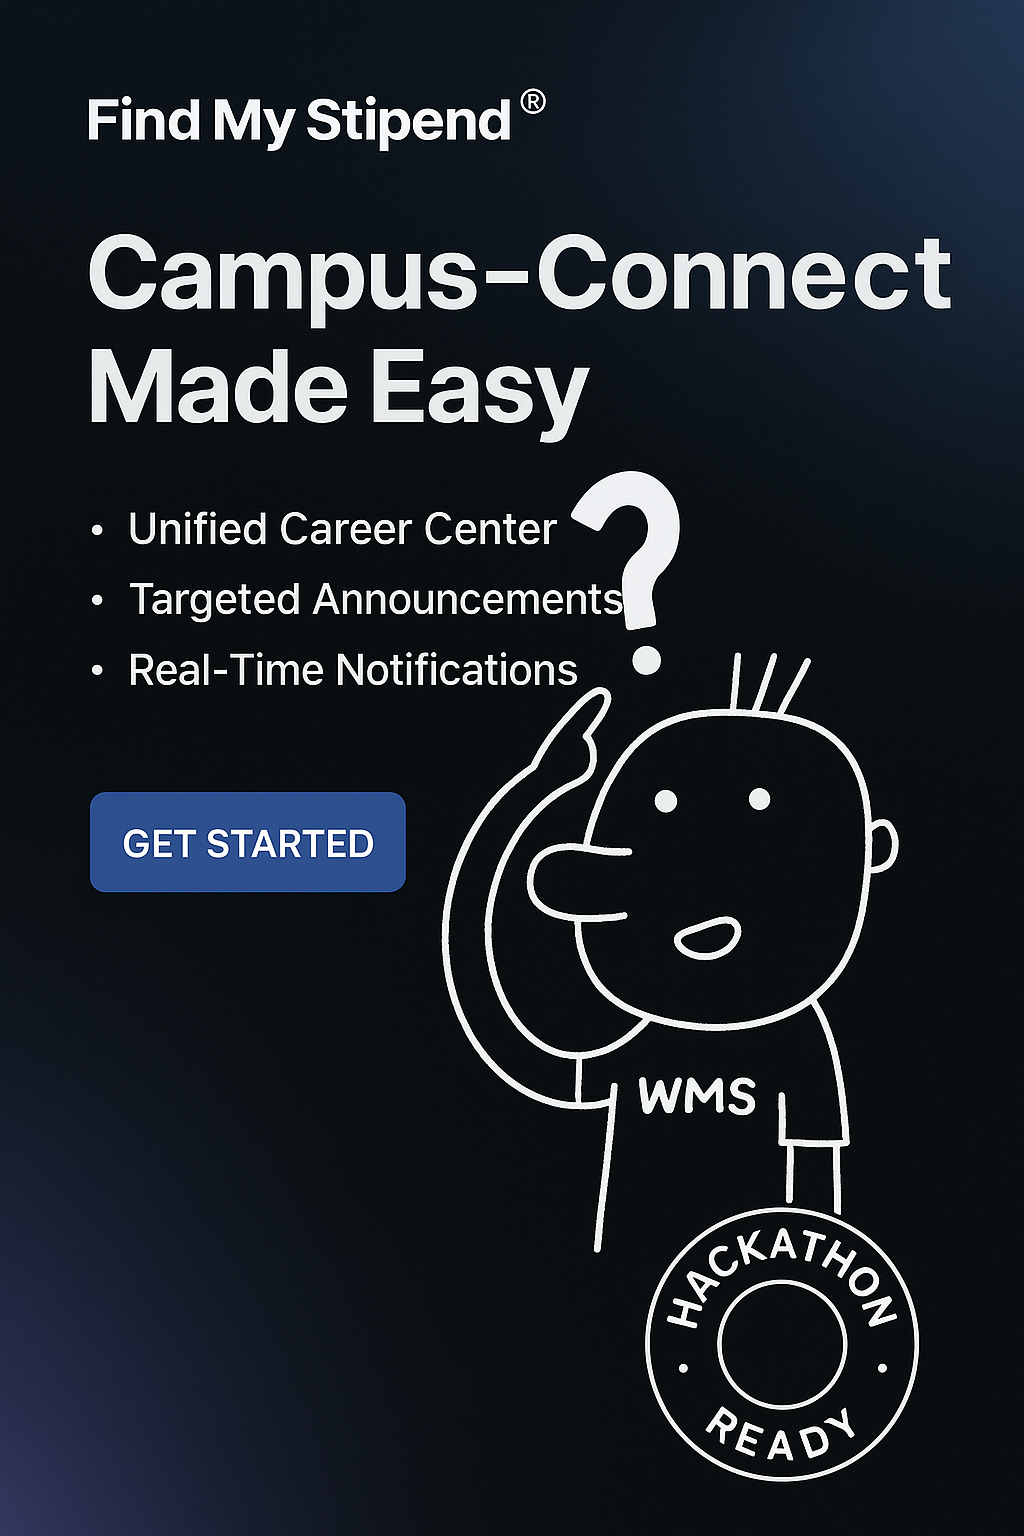 Find My Stipend®
Campus-Connect
Made Easy
• Unified Career Center
• Targeted Announcements
• Real-Time Notifications
?
GET STARTED
WMS
HACKATHON
READY